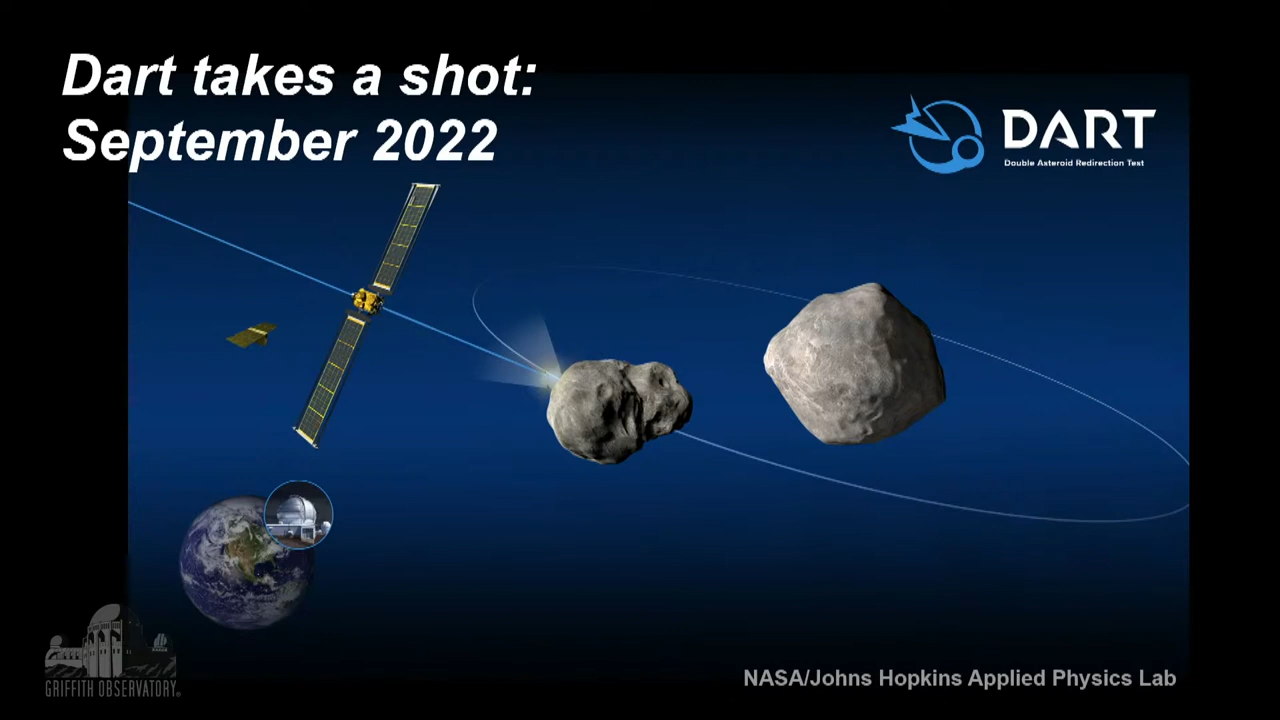 Dart takes a shot:
September 2022
DART
Double Asteroid Redirection Test
GRIFFITH OBSERVATORY®
NASA/Johns Hopkins Applied Physics Lab